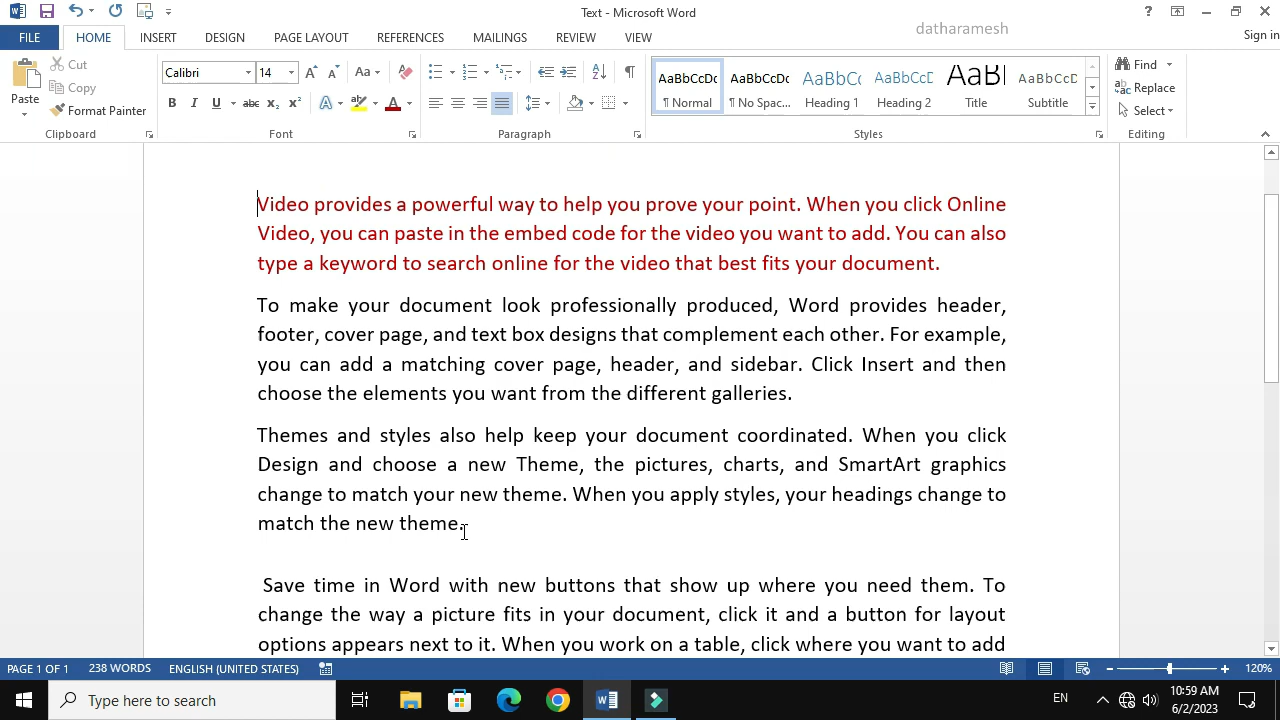 Text - Microsoft Word
datharamesh
Sign in
FILE HOME INSERT DESIGN PAGE LAYOUT REFERENCES MAILINGS REVIEW VIEW
Paste
Cut
Copy
Format Painter
Clipboard
Calibri 14
Font
Paragraph
AaBbCcDc ¶ Normal
AaBbCcDc ¶ No Spac...
AaBbCc Heading 1
AaBbCcD Heading 2
AaBl Title
AaBbCcD Subtitle
Styles
Find
Replace
Select
Editing
Video provides a powerful way to help you prove your point. When you click Online
Video, you can paste in the embed code for the video you want to add. You can also
type a keyword to search online for the video that best fits your document.
To make your document look professionally produced, Word provides header,
footer, cover page, and text box designs that complement each other. For example,
you can add a matching cover page, header, and sidebar. Click Insert and then
choose the elements you want from the different galleries.
Themes and styles also help keep your document coordinated. When you click
Design and choose a new Theme, the pictures, charts, and SmartArt graphics
change to match your new theme. When you apply styles, your headings change to
match the new theme.
Save time in Word with new buttons that show up where you need them. To
change the way a picture fits in your document, click it and a button for layout
options appears next to it. When you work on a table, click where you want to add
PAGE 1 OF 1 238 WORDS ENGLISH (UNITED STATES) 120%
Type here to search
EN
10:59 AM
6/2/2023